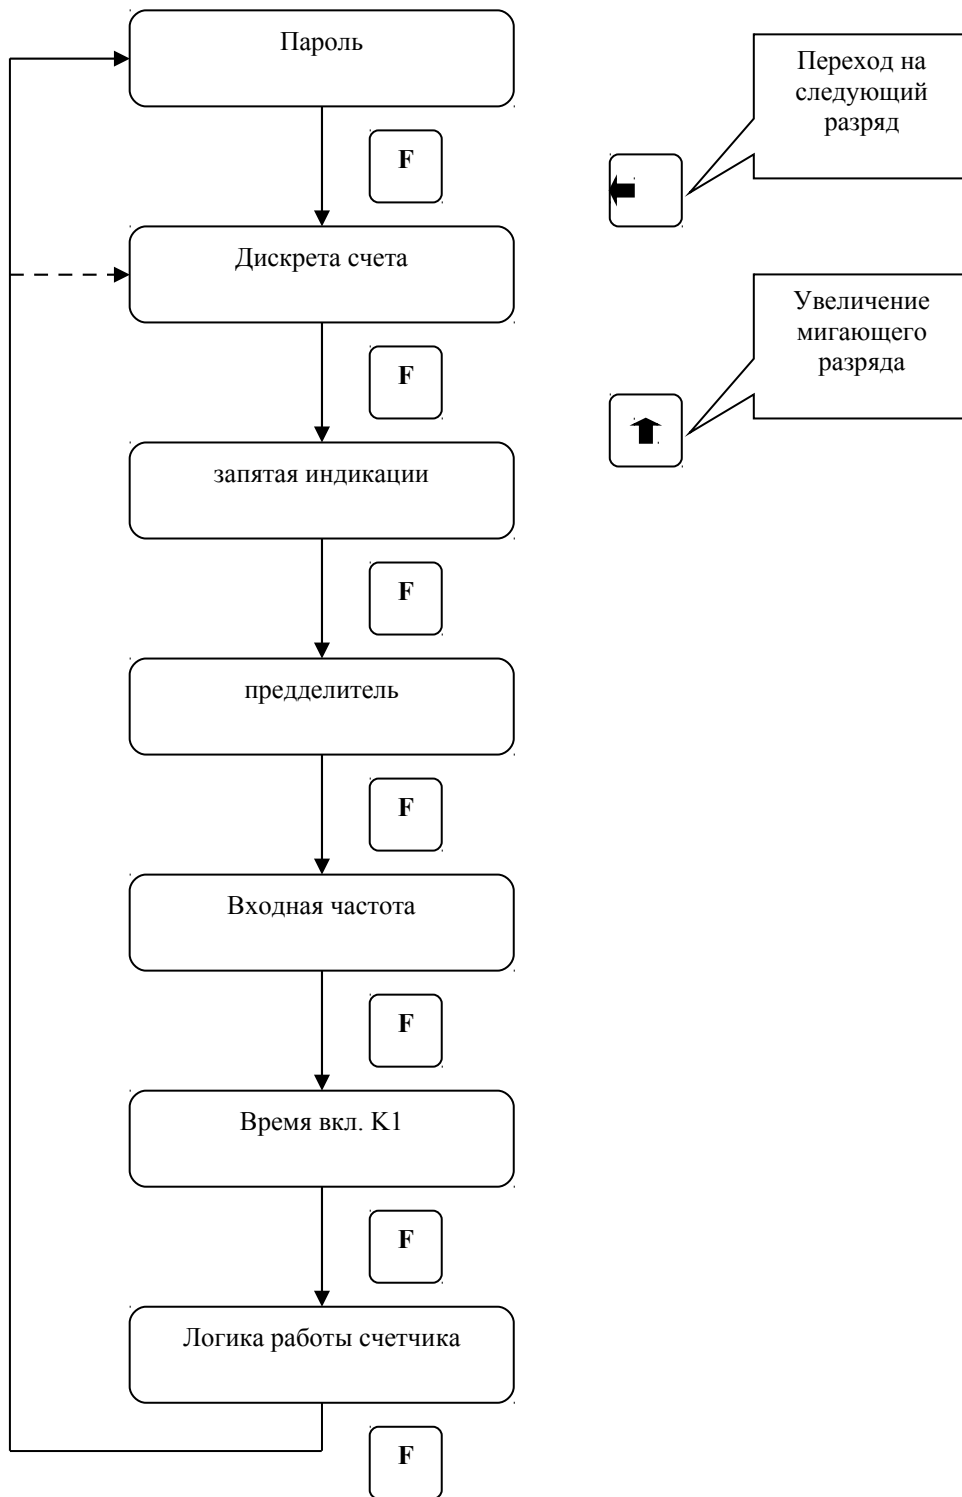 Пароль
Переход на
следующий
разряд
F
Дискрета счета
Увеличение
мигающего
разряда
F
запятая индикации
F
предделитель
F
Входная частота
F
Время вкл. К1
F
Логика работы счетчика
F